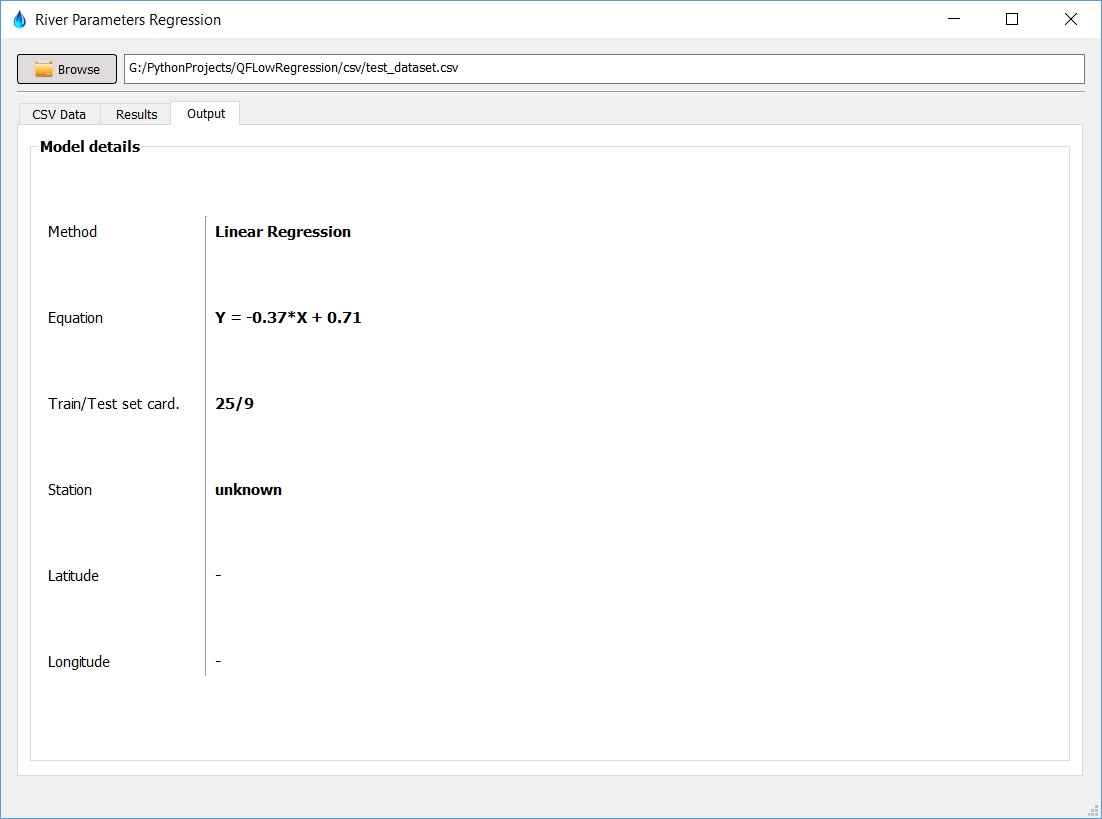 River Parameters Regression
Browse
G:/PythonProjects/QFLowRegression/csv/test_dataset.csv
CSV Data
Results
Output
Model details
Method
Linear Regression
Equation
Y = -0.37*X + 0.71
Train/Test set card.
25/9
Station
unknown
Latitude
-
Longitude
-